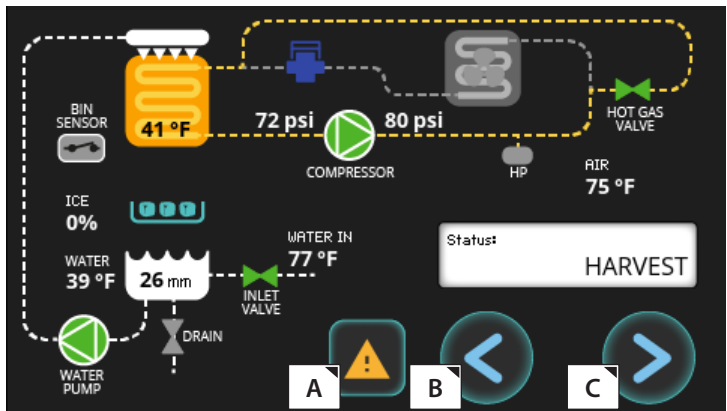 BIN
SENSOR
41 °F
72 psi
80 psi
COMPRESSOR
HP
HOT GAS
VALVE
AIR
75 °F
ICE
0%
WATER
39 °F
26 mm
WATER IN
77 °F
INLET
VALVE
DRAIN
WATER
PUMP
Status:
HARVEST
A
B
C